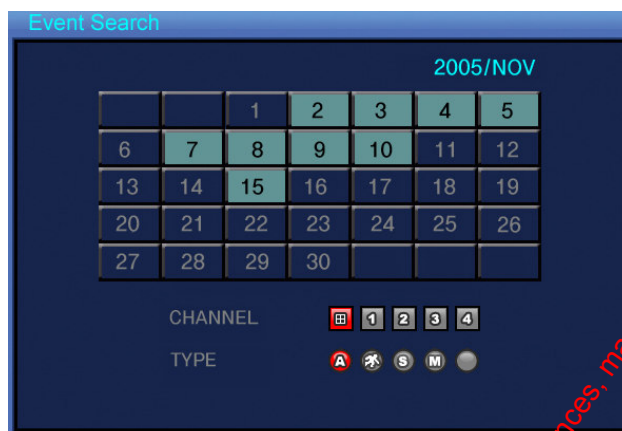 Event Search
2005/NOV
1 2 3 4 5
6 7 8 9 10 11 12
13 14 15 16 17 18 19
20 21 22 23 24 25 26
27 28 29 30
CHANNEL 1 2 3 4
TYPE A S M